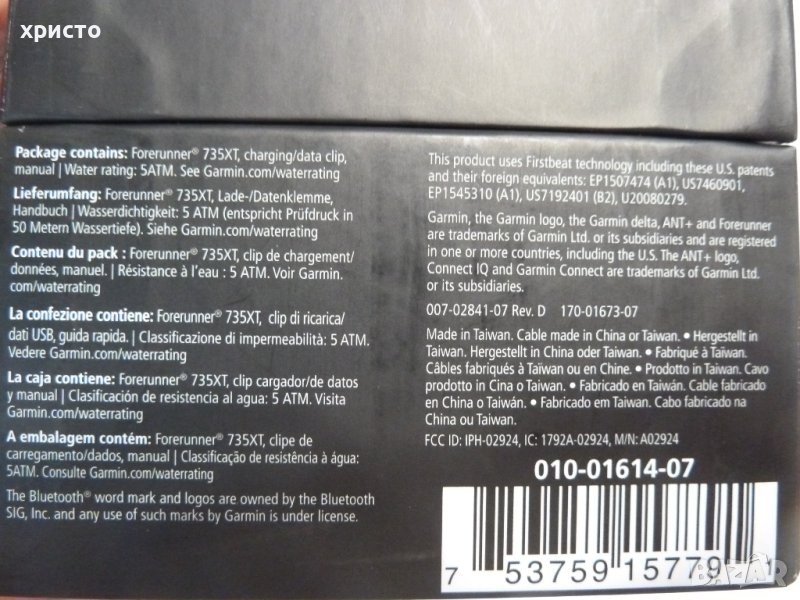 христо
Package contains: Forerunner® 735XT, charging/data clip,
manual | Water rating: 5ATM. See Garmin.com/waterrating
Lieferumfang: Forerunner® 735XT, Lade-/Datenklemme,
Handbuch | Wasserdichtigkeit: 5 ATM (entspricht Prüfdruck in
50 Metern Wassertiefe). Siehe Garmin.com/waterrating
Contenu du pack : Forerunner® 735XT, clip de chargement/
données, manuel. | Résistance à l'eau : 5 ATM. Voir Garmin.
com/waterrating
La confezione contiene: Forerunner® 735XT, clip di ricarica/
dati USB, guida rapida. | Classificazione di impermeabilità: 5 ATM.
Vedere Garmin.com/waterrating
La caja contiene: Forerunner® 735XT, clip cargador/de datos
y manual | Clasificación de resistencia al agua: 5 ATM. Visita
Garmin.com/waterrating
A embalagem contém: Forerunner® 735XT, clipe de
carregamento/dados, manual | Classificação de resistência à água:
5ATM. Consulte Garmin.com/waterrating
The Bluetooth® word mark and logos are owned by the Bluetooth
SIG, Inc. and any use of such marks by Garmin is under license.
This product uses Firstbeat technology including these U.S. patents
and their foreign equivalents: EP1507474 (A1), US7460901,
EP1545310 (A1), US7192401 (B2), U20080279.
Garmin, the Garmin logo, the Garmin delta, ANT+ and Forerunner
are trademarks of Garmin Ltd. or its subsidiaries and are registered
in one or more countries, including the U.S. The ANT+ logo,
Connect IQ and Garmin Connect are trademarks of Garmin Ltd.
or its subsidiaries.
007-02841-07 Rev. D 170-01673-07
Made in Taiwan. Cable made in China or Taiwan. • Hergestellt in
Taiwan. Hergestellt in China oder Taiwan. • Fabriqué à Taiwan.
Câbles fabriqués à Taïwan ou en Chine. • Prodotto in Taiwan. Cavo
prodotto in Cina o Taiwan. • Fabricado en Taiwán. Cable fabricado
en China o Taiwán. • Fabricado em Taiwan. Cabo fabricado na
China ou Taiwan.
FCC ID: IPH-02924, IC: 1792A-02924, M/N: A02924
010-01614-07
7 53759 15779 1
BAZAR